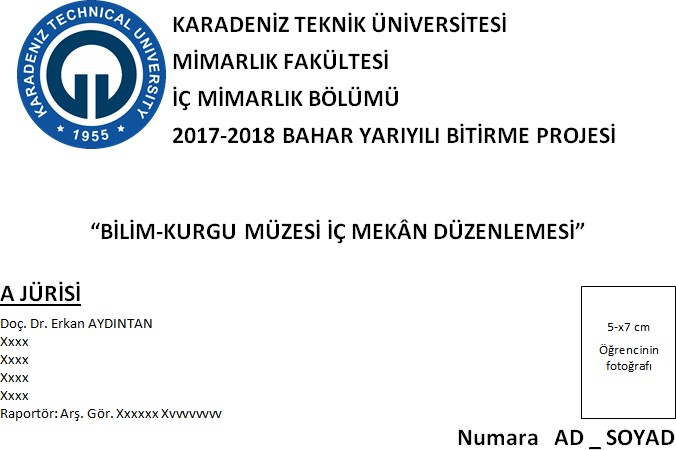 KARADENIZ TECHNICAL UNIVERSITY
1955
KARADENİZ TEKNİK ÜNİVERSİTESİ
MİMARLIK FAKÜLTESİ
İÇ MİMARLIK BÖLÜMÜ
2017-2018 BAHAR YARIYILI BİTİRME PROJESİ
“BİLİM-KURGU MÜZESİ İÇ MEKÂN DÜZENLEMESİ”
A JÜRİSİ
Doç. Dr. Erkan AYDINTAN
Xxxx
Xxxx
Xxxx
Xxxx
Raportör: Arş. Gör. Xxxxxx Xvvvvvvv
5-x7 cm
Öğrencinin
fotoğrafı
Numara AD _ SOYAD